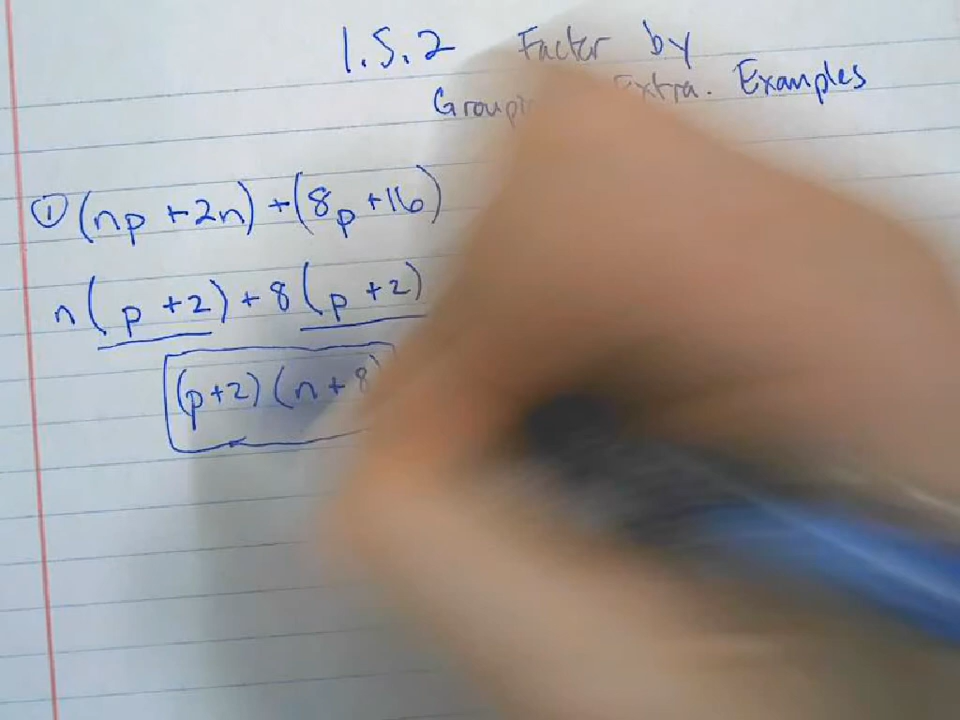 1.5.2 Factor by
Extra. Examples
① (np + 2n) + (8p + 16)
n(p + 2) + 8(p + 2)
(p+2)(n+8